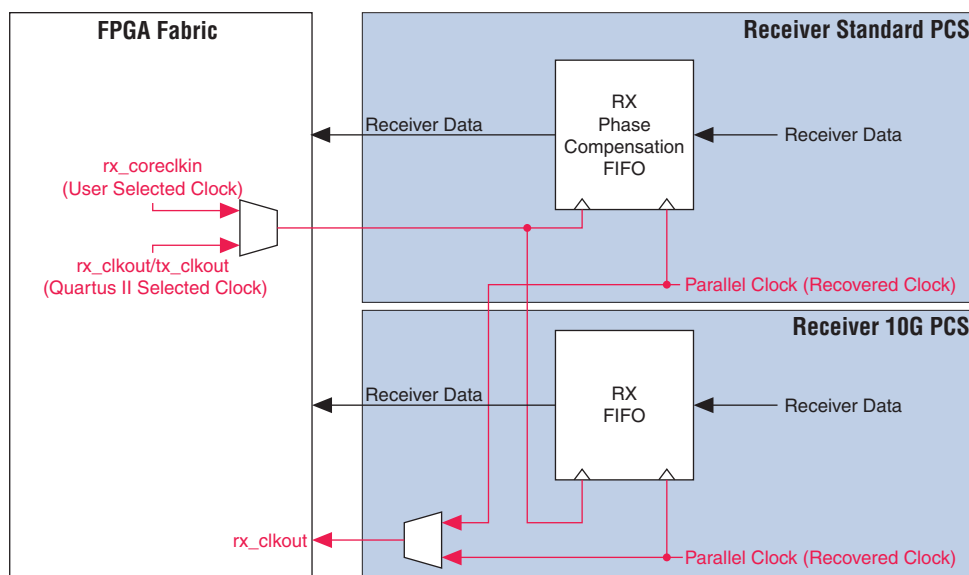 FPGA Fabric
Receiver Standard PCS
RX
Phase
Compensation
FIFO
Receiver Data
Receiver Data
rx_coreclkin
(User Selected Clock)
rx_clkout/tx_clkout
(Quartus II Selected Clock)
Parallel Clock (Recovered Clock)
Receiver 10G PCS
RX
FIFO
Receiver Data
Receiver Data
rx_clkout
Parallel Clock (Recovered Clock)